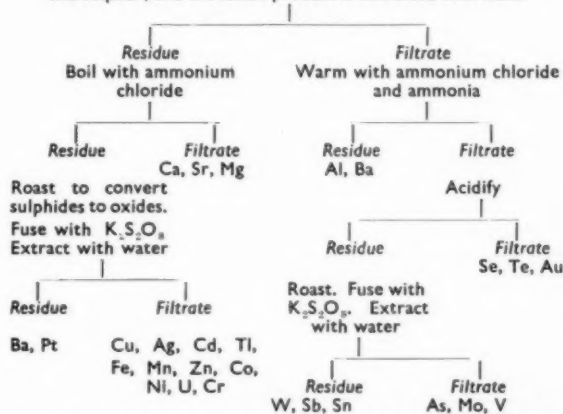 Residue
Boil with ammonium
chloride
Filtrate
Warm with ammonium chloride
and ammonia
Residue
Filtrate
Ca, Sr, Mg
Residue
Al, Ba
Filtrate
Roast to convert
sulphides to oxides.
Fuse with K₂S₂O₈
Extract with water
Acidify
Residue
Filtrate
Se, Te, Au
Residue
Ba, Pt
Filtrate
Cu, Ag, Cd, Tl,
Fe, Mn, Zn, Co,
Ni, U, Cr
Roast. Fuse with
K₂S₂O₈. Extract
with water
Residue
W, Sb, Sn
Filtrate
As, Mo, V